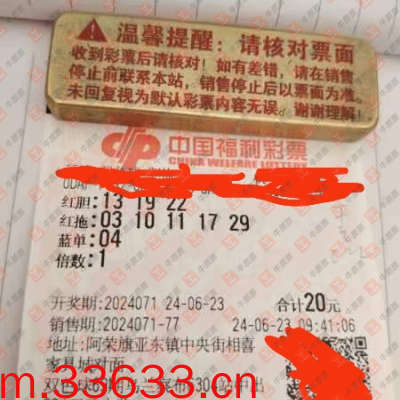 温馨提醒：请核对票面
收到彩票后请核对！如有差错，请在销售
停止前联系本站，销售停止后以票面为准。
未回复视为默认彩票内容无误。谢谢理解！
中国福利彩票
CHINA WELFARE LOTTERY
红胆:13 19 22
红拖:03 10 11 17 29
蓝单:04
倍数:1
开奖期:2024071 24-06-23 合计20元
销售期:2024071-77 24-06-23 09:41:06
地址:阿荣旗亚东镇中央街相喜
家具城对面
m.33633.cn